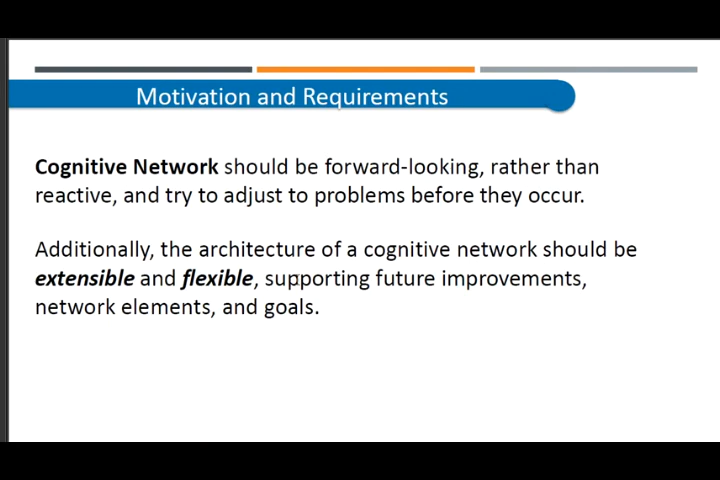 Motivation and Requirements
Cognitive Network should be forward-looking, rather than
reactive, and try to adjust to problems before they occur.
Additionally, the architecture of a cognitive network should be
extensible and flexible, supporting future improvements,
network elements, and goals.